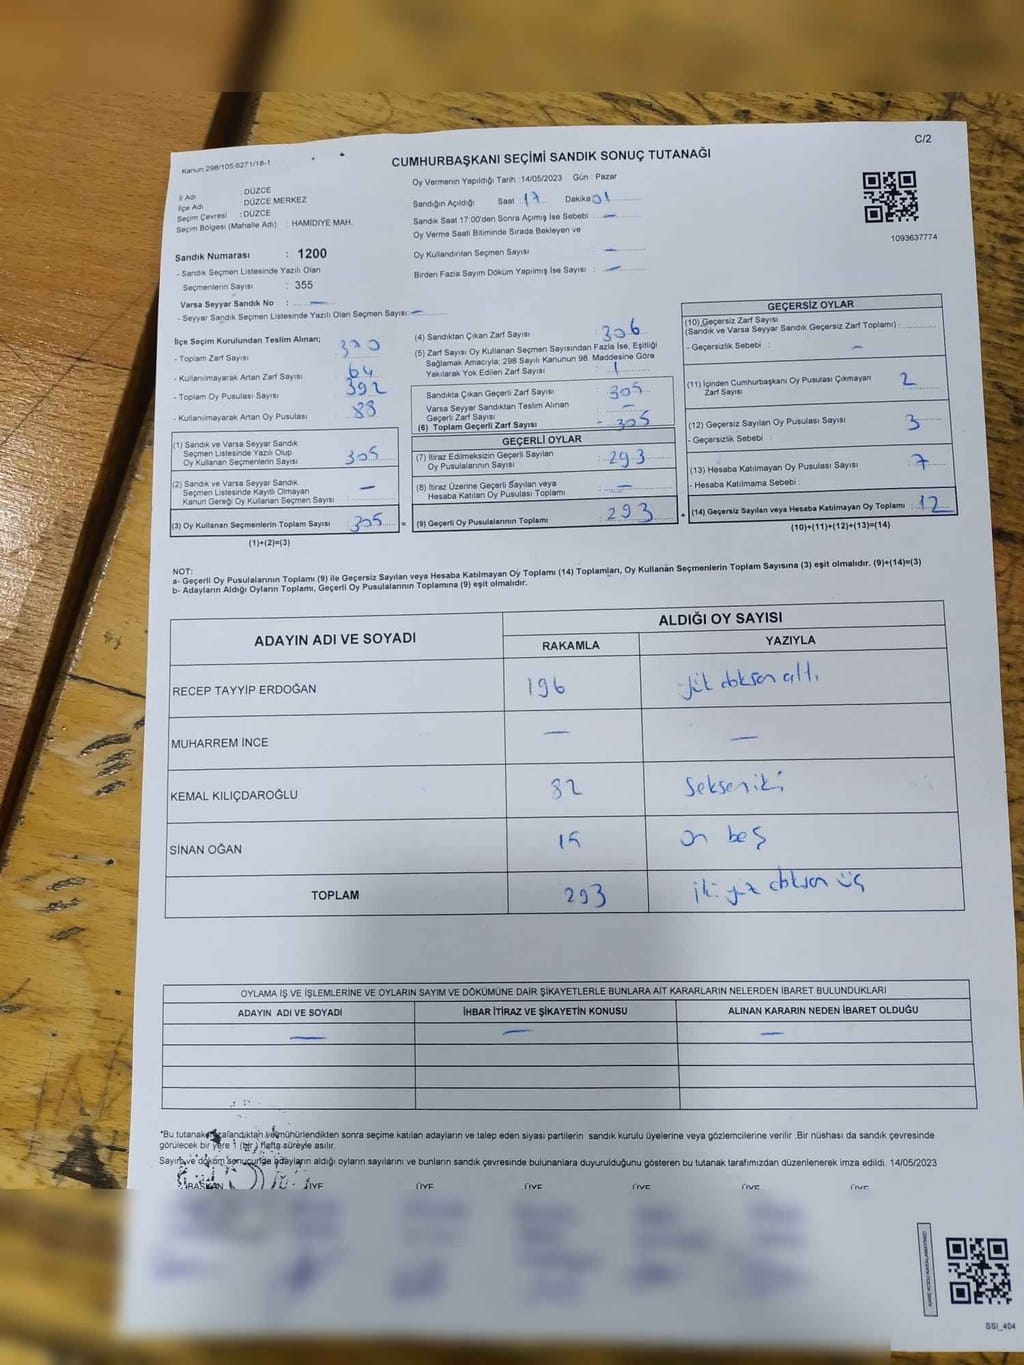 C/2
Kanun:298/105,6271/18-1
CUMHURBAŞKANI SEÇİMİ SANDIK SONUÇ TUTANAĞI
İl Adı : DÜZCE
İlçe Adı : DÜZCE MERKEZ
Seçim Çevresi : DÜZCE
Seçim Bölgesi (Mahalle Adı) : HAMİDİYE MAH.
Oy Vermenin Yapıldığı Tarih :14/05/2023 Gün : Pazar
Sandığın Açıldığı Saat : 17 Dakika 01
Sandık Saat 17:00'den Sonra Açımış İse Sebebi : —
Oy Verme Saati Bitiminde Sırada Bekleyen ve
Oy Kullandırılan Seçmen Sayısı : —
Birden Fazla Sayım Döküm Yapılmış İse Sayısı : —
1093637774
Sandık Numarası : 1200
- Sandık Seçmen Listesinde Yazılı Olan
Seçmenlerin Sayısı : 355
Varsa Seyyar Sandık No : —
- Seyyar Sandık Seçmen Listesinde Yazılı Olan Seçmen Sayısı: —
İlçe Seçim Kurulundan Teslim Alınan;
- Toplam Zarf Sayısı : 370
- Kullanılmayarak Artan Zarf Sayısı : 64
- Toplam Oy Pusulası Sayısı : 392
- Kullanılmayarak Artan Oy Pusulası : 83
(1) Sandık ve Varsa Seyyar Sandık
Seçmen Listesinde Yazılı Olup
Oy Kullanan Seçmenlerin Sayısı : 305
(2) Sandık ve Varsa Seyyar Sandık
Seçmen Listesinde Kayıtlı Olmayan
Kanun Gereği Oy Kullanan Seçmen Sayısı : —
(3) Oy Kullanan Seçmenlerin Toplam Sayısı : 305 =
(1)+(2)=(3)
(4) Sandıktan Çıkan Zarf Sayısı : 306
(5) Zarf Sayısı Oy Kullanan Seçmen Sayısından Fazla İse, Eşitliği
Sağlamak Amacıyla; 298 Sayılı Kanunun 98. Maddesine Göre
Yakılarak Yok Edilen Zarf Sayısı : 1
Sandıkta Çıkan Geçerli Zarf Sayısı : 305
Varsa Seyyar Sandıktan Teslim Alınan
Geçerli Zarf Sayısı : —
(6) Toplam Geçerli Zarf Sayısı : 305
GEÇERLİ OYLAR
(7) İtiraz Edilmeksizin Geçerli Sayılan
Oy Pusulalarının Sayısı : 293
(8) İtiraz Üzerine Geçerli Sayılan veya
Hesaba Katılan Oy Pusulası Toplamı : —
(9) Geçerli Oy Pusulalarının Toplamı : 293 +
GEÇERSİZ OYLAR
(10) Geçersiz Zarf Sayısı
(Sandık ve Varsa Seyyar Sandık Geçersiz Zarf Toplamı) :
- Geçersizlik Sebebi : —
(11) İçinden Cumhurbaşkanı Oy Pusulası Çıkmayan
Zarf Sayısı : 2
(12) Geçersiz Sayılan Oy Pusulası Sayısı : 3
- Geçersizlik Sebebi :
(13) Hesaba Katılmayan Oy Pusulası Sayısı : 7
- Hesaba Katılmama Sebebi :
(14) Geçersiz Sayılan veya Hesaba Katılmayan Oy Toplamı : 12
(10)+(11)+(12)+(13)=(14)
NOT:
a- Geçerli Oy Pusulalarının Toplamı (9) ile Geçersiz Sayılan veya Hesaba Katılmayan Oy Toplamı (14) Toplamları, Oy Kullanan Seçmenlerin Toplam Sayısına (3) eşit olmalıdır. (9)+(14)=(3)
b- Adayların Aldığı Oyların Toplamı, Geçerli Oy Pusulalarının Toplamına (9) eşit olmalıdır.
ADAYIN ADI VE SOYADI
ALDIĞI OY SAYISI
RAKAMLA YAZIYLA
RECEP TAYYİP ERDOĞAN 196 yüz doksan altı
MUHARREM İNCE — —
KEMAL KILIÇDAROĞLU 82 Seksen iki
SİNAN OĞAN 15 on beş
TOPLAM 293 iki yüz doksan üç
OYLAMA İŞ VE İŞLEMLERİNE VE OYLARIN SAYIM VE DÖKÜMÜNE DAİR ŞİKAYETLERLE BUNLARA AİT KARARLARIN NELERDEN İBARET BULUNDUKLARI
ADAYIN ADI VE SOYADI İHBAR İTİRAZ VE ŞİKAYETİN KONUSU ALINAN KARARIN NEDEN İBARET OLDUĞU
— — —
*Bu tutanak imzalandıktan ve mühürlendikten sonra seçime katılan adayların ve talep eden siyasi partilerin sandık kurulu üyelerine veya gözlemcilerine verilir .Bir nüshası da sandık çevresinde
görülecek bir yere 1 (bir ) hafta süreyle asılır.
Sayım ve döküm sonucunda adayların aldığı oyların sayılarını ve bunların sandık çevresinde bulunanlara duyurulduğunu gösteren bu tutanak tarafımızdan düzenlenerek imza edildi. 14/05/2023
BAŞKAN ÜYE ÜYE ÜYE ÜYE ÜYE ÜYE
KARE KODU KARALAMAYINIZ!
SSI_404